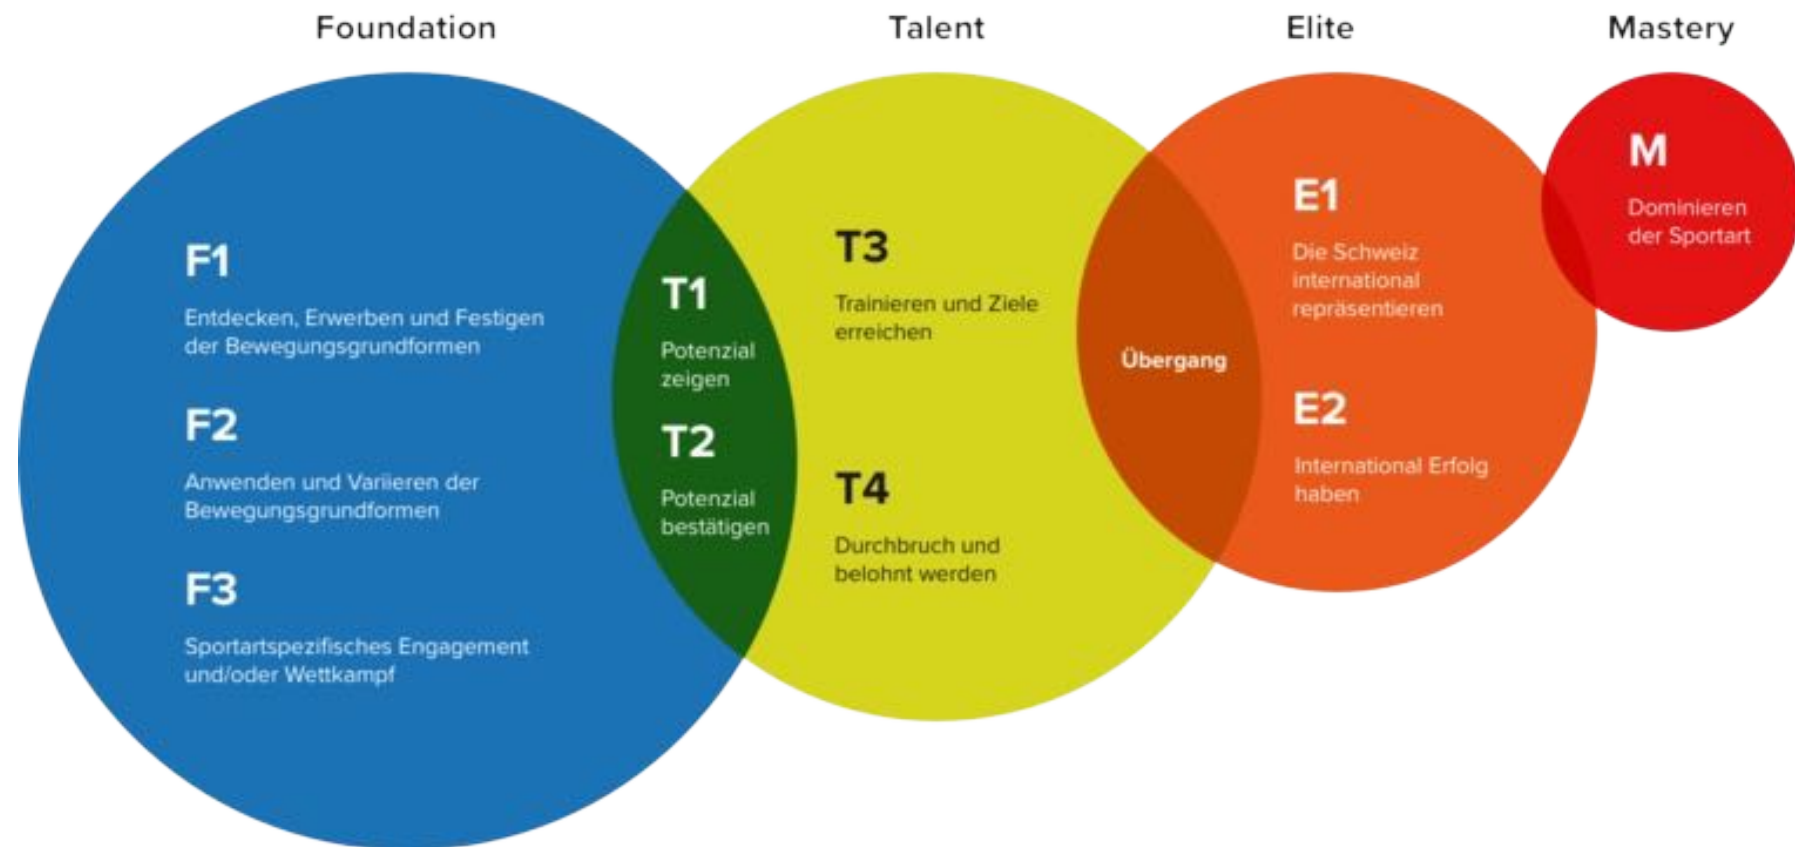 Foundation
Talent
Elite
Mastery
F1
Entdecken, Erwerben und Festigen
der Bewegungsgrundformen
F2
Anwenden und Variieren der
Bewegungsgrundformen
F3
Sportartspezifisches Engagement
und/oder Wettkampf
T1
Potenzial
zeigen
T2
Potenzial
bestätigen
T3
Trainieren und Ziele
erreichen
T4
Durchbruch und
belohnt werden
Übergang
E1
Die Schweiz
international
repräsentieren
E2
International Erfolg
haben
M
Dominieren
der Sportart